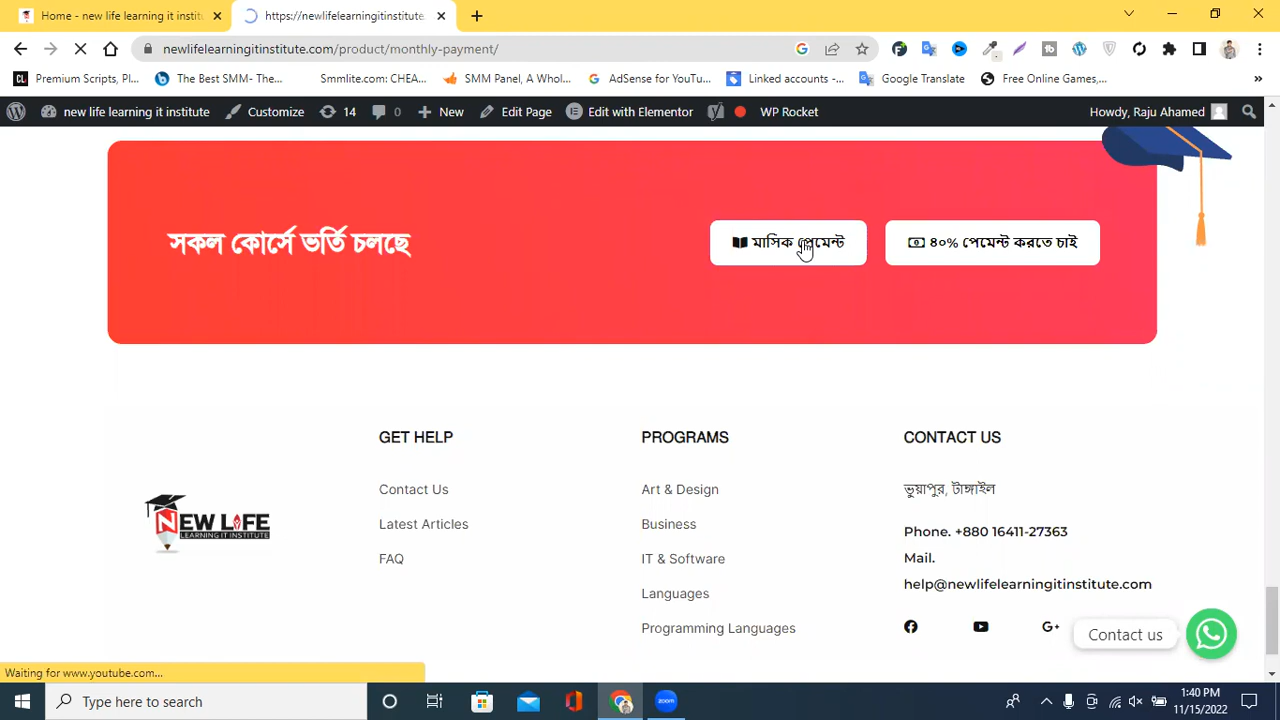 Home - new life learning it institu
https://newlifelearningitinstitute.
newlifelearningitinstitute.com/product/monthly-payment/
Premium Scripts, Pl...
The Best SMM- The...
Smmlite.com: CHEA...
SMM Panel, A Whol...
AdSense for YouTu...
Linked accounts -...
Google Translate
Free Online Games,...
new life learning it institute
Customize
14
0
New
Edit Page
Edit with Elementor
WP Rocket
Howdy, Raju Ahamed
সকল কোর্সে ভর্তি চলছে
মাসিক পেমেন্ট
৪০% পেমেন্ট করতে চাই
GET HELP
PROGRAMS
CONTACT US
Contact Us
Art & Design
ভুয়াপুর, টাঙ্গাইল
NEW LIFE
LEARNING IT INSTITUTE
Latest Articles
Business
Phone. +880 16411-27363
FAQ
IT & Software
Mail.
help@newlifelearningitinstitute.com
Languages
Programming Languages
Contact us
Waiting for www.youtube.com...
Type here to search
1:40 PM
11/15/2022